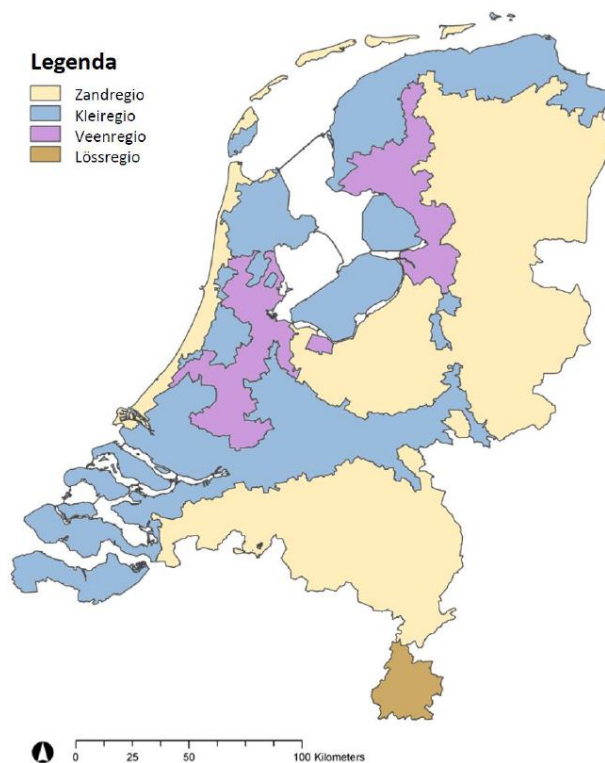 Legenda
Zandregio
Kleiregio
Veenregio
Lössregio
0 25 50 100 Kilometers